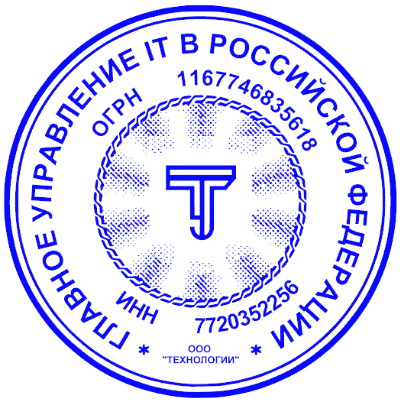 ГЛАВНОЕ УПРАВЛЕНИЕ IT В РОССИЙСКОЙ ФЕДЕРАЦИИ
ОГРН 1167746835618
ИНН 7720352256
* ООО *
"ТЕХНОЛОГИИ"